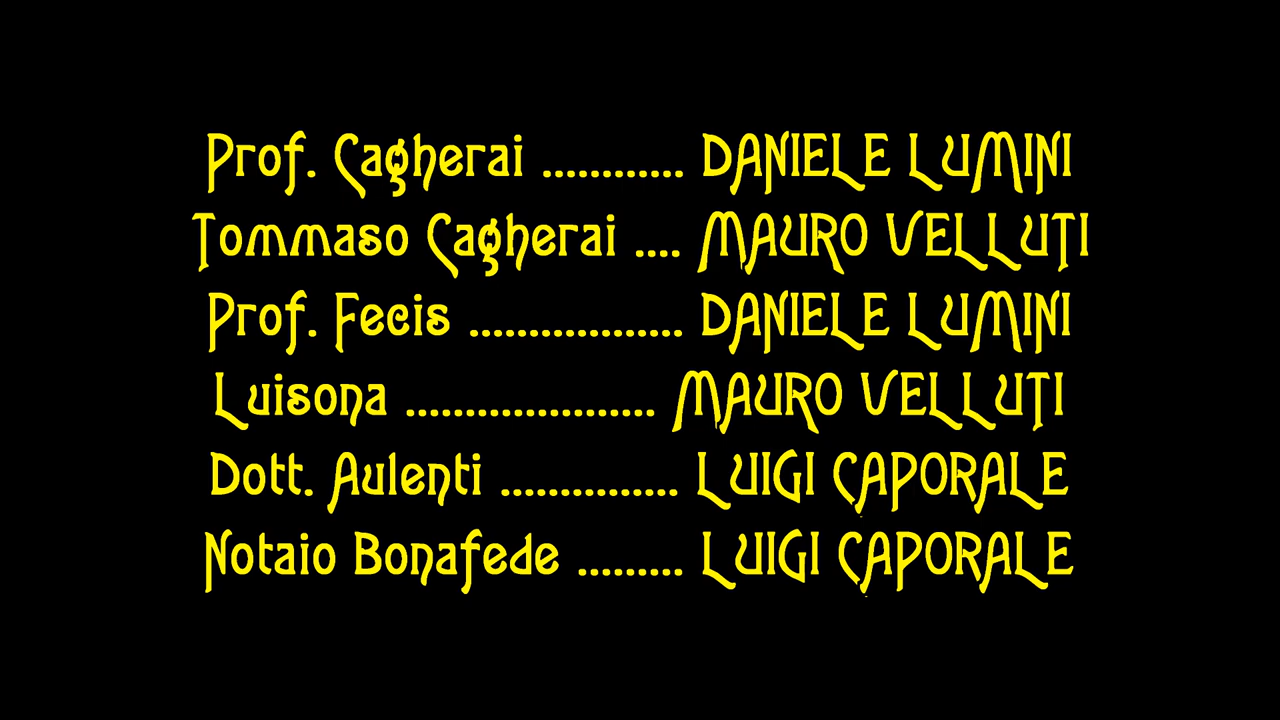 Prof. Cagherai ............ DANIELE LUMINI
Tommaso Cagherai .... MAURO VELLUTI
Prof. Fecis .................. DANIELE LUMINI
Luisona ..................... MAURO VELLUTI
Dott. Aulenti ............... LUIGI CAPORALE
Notaio Bonafede ......... LUIGI CAPORALE